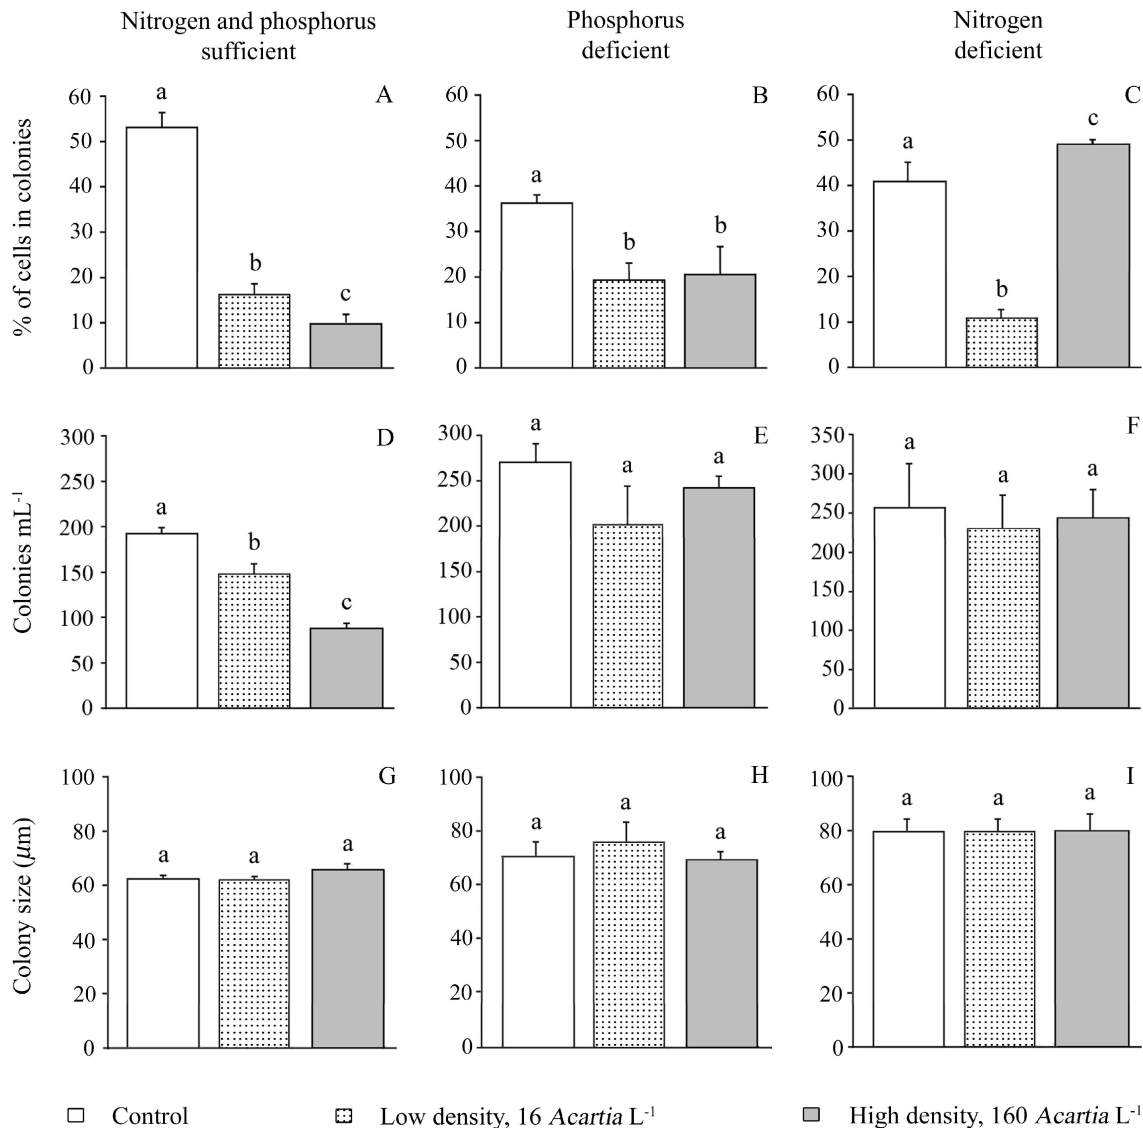 Nitrogen and phosphorus
sufficient
Phosphorus
deficient
Nitrogen
deficient
% of cells in colonies
60
50
40
30
20
10
0
a
b
c
A
60
50
40
30
20
10
0
a
b
b
B
60
50
40
30
20
10
0
a
b
c
C
Colonies mL-1
300
250
200
150
100
50
0
a
b
c
D
300
250
200
150
100
50
0
a
a
a
E
350
300
250
200
250
100
50
0
a
a
a
F
Colony size (µm)
100
80
60
40
20
0
a
a
a
G
100
80
60
40
20
0
a
a
a
H
100
80
60
40
20
0
a
a
a
I
Control
Low density, 16 Acartia L-1
High density, 160 Acartia L-1